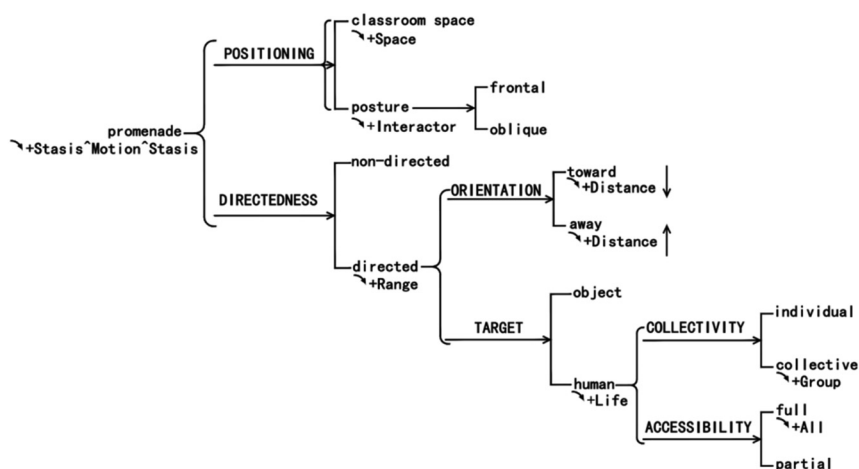 classroom space
+Space
POSITIONING
frontal
posture
+Interactor
oblique
promenade
+Stasis^Motion^Stasis
non-directed
toward
+Distance
ORIENTATION
DIRECTEDNESS
away
+Distance
directed
+Range
object
individual
TARGET
COLLECTIVITY
collective
+Group
human
+Life
full
+All
ACCESSIBILITY
partial